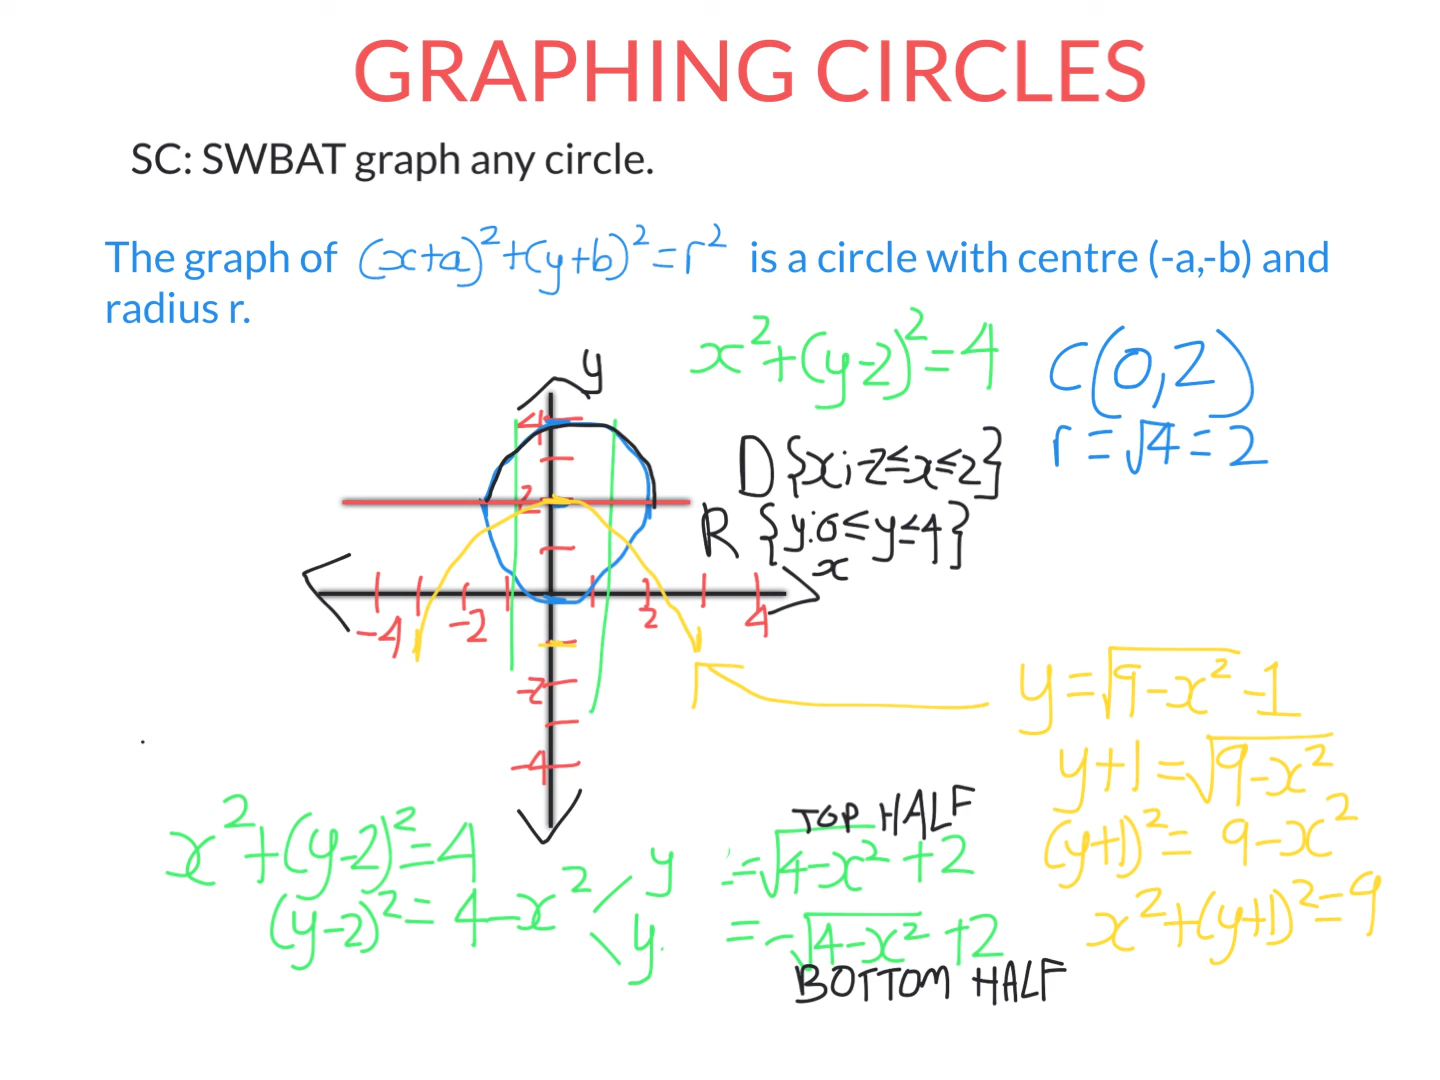 GRAPHING CIRCLES
SC: SWBAT graph any circle.
The graph of (x+a)²+(y+b)²=r² is a circle with centre (-a,-b) and
radius r.
x²+(y-2)²=4
C(0,2)
r=√4=2
y
D{x;-2≤x≤2}
R {y:0≤y≤4}
x
4
2
-4 -2 2 4
-2
-4
y=√9-x² -1
y+1=√9-x²
(y+1)²= 9-x²
x²+(y+1)²=9
TOP HALF
x²+(y-2)²=4
y =√4-x² +2
(y-2)²=4-x²
y =-√4-x² +2
BOTTOM HALF